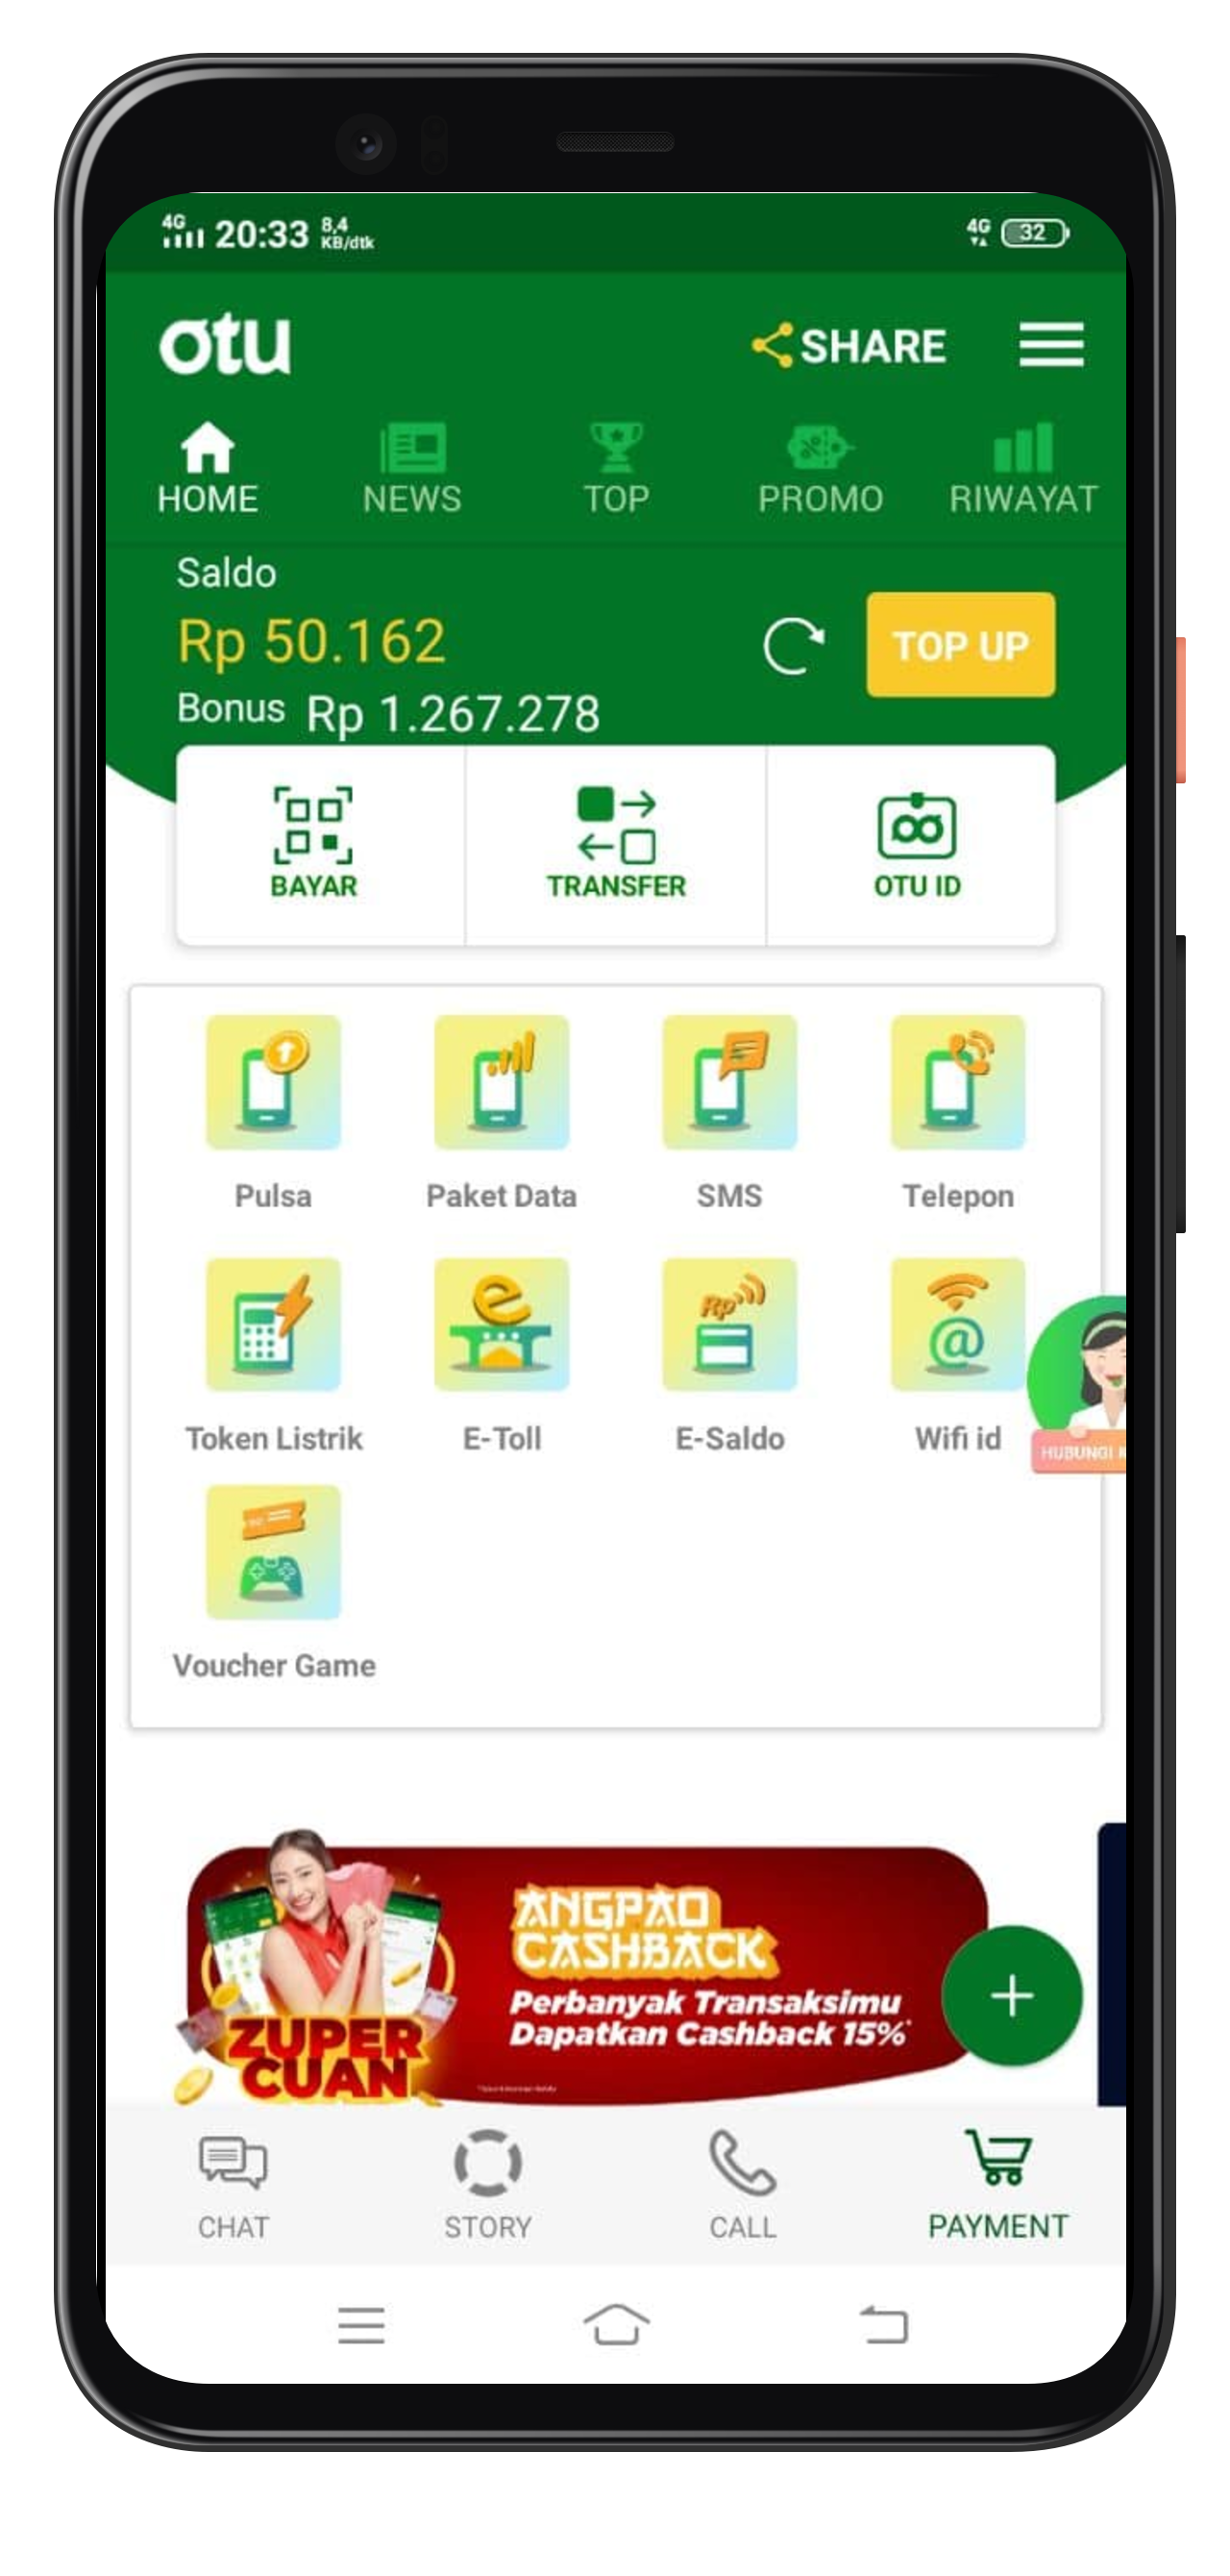 4G 20:33 8,4 KB/dtk 4G 32
otu SHARE
HOME NEWS TOP PROMO RIWAYAT
Saldo
Rp 50.162 TOP UP
Bonus Rp 1.267.278
BAYAR TRANSFER OTU ID
Pulsa Paket Data SMS Telepon
Rp
Token Listrik E-Toll E-Saldo Wifi id
HUBUNGI
Voucher Game
ANGPAO
CASHBACK
Perbanyak Transaksimu
Dapatkan Cashback 15%*
ZUPER
CUAN
CHAT STORY CALL PAYMENT